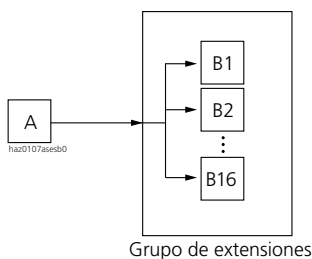 B1
A
B2
haz0107asesb0
B16
Grupo de extensiones